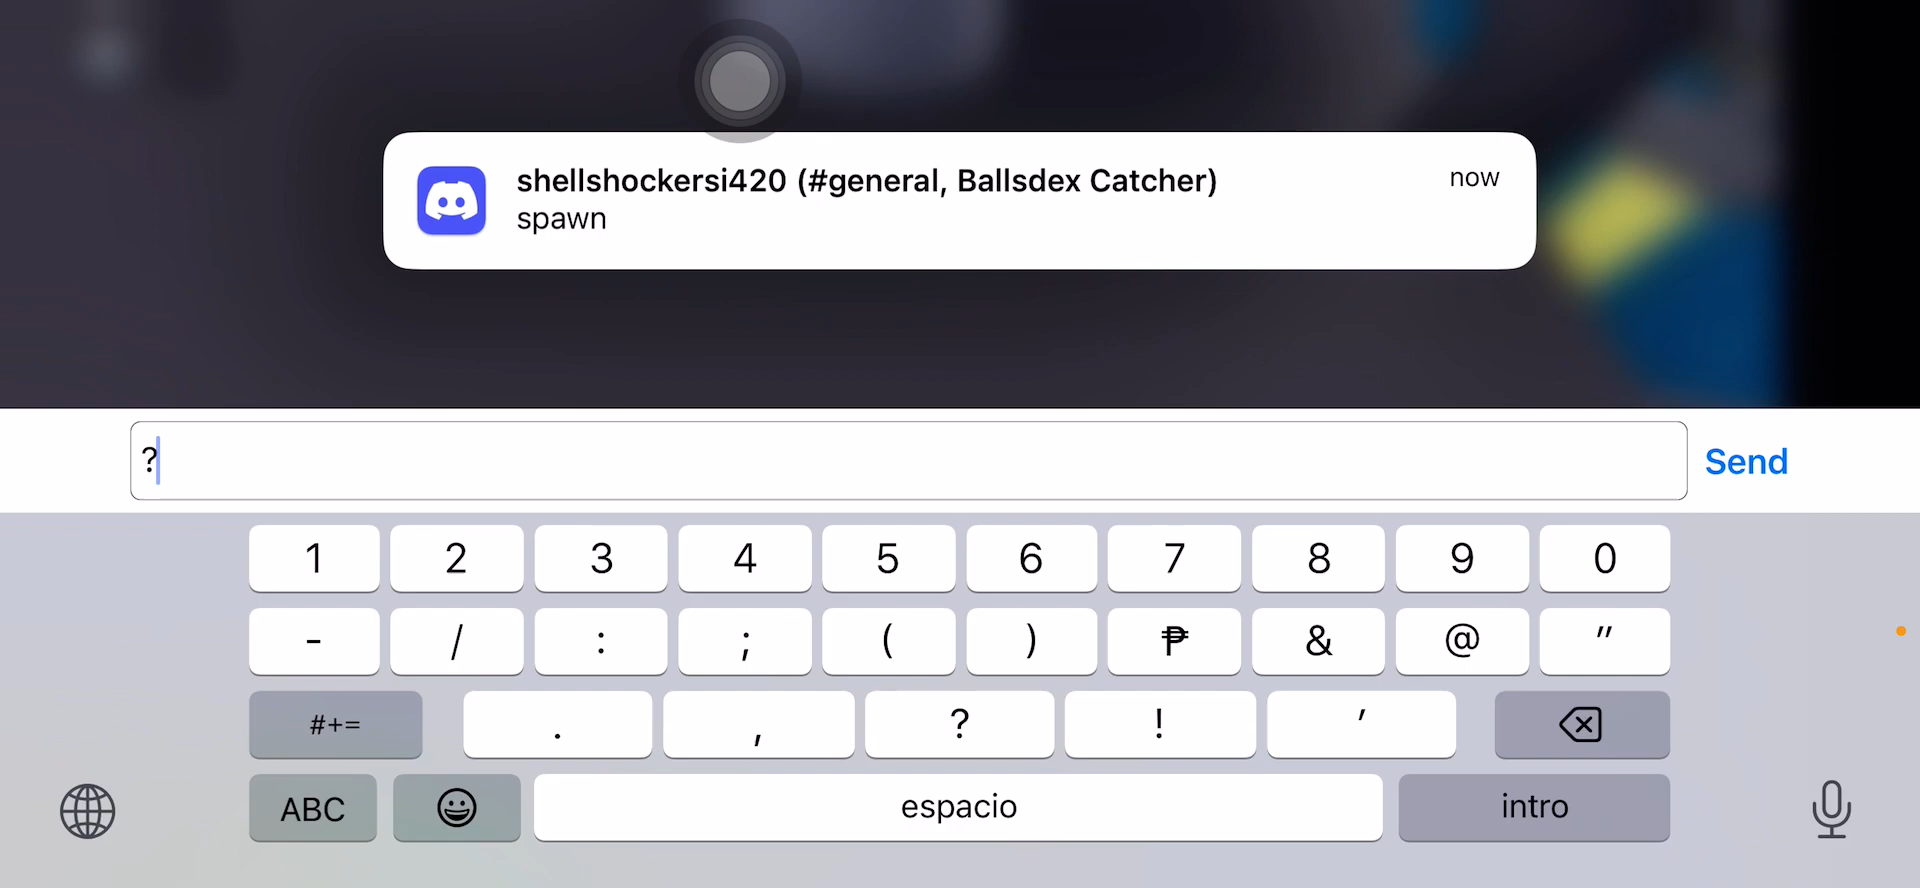 shellshockersi420 (#general, Ballsdex Catcher)
now
spawn
?
Send
1 2 3 4 5 6 7 8 9 0
- / : ; ( ) ₱ & @ "
#+= . , ? ! '
ABC espacio intro